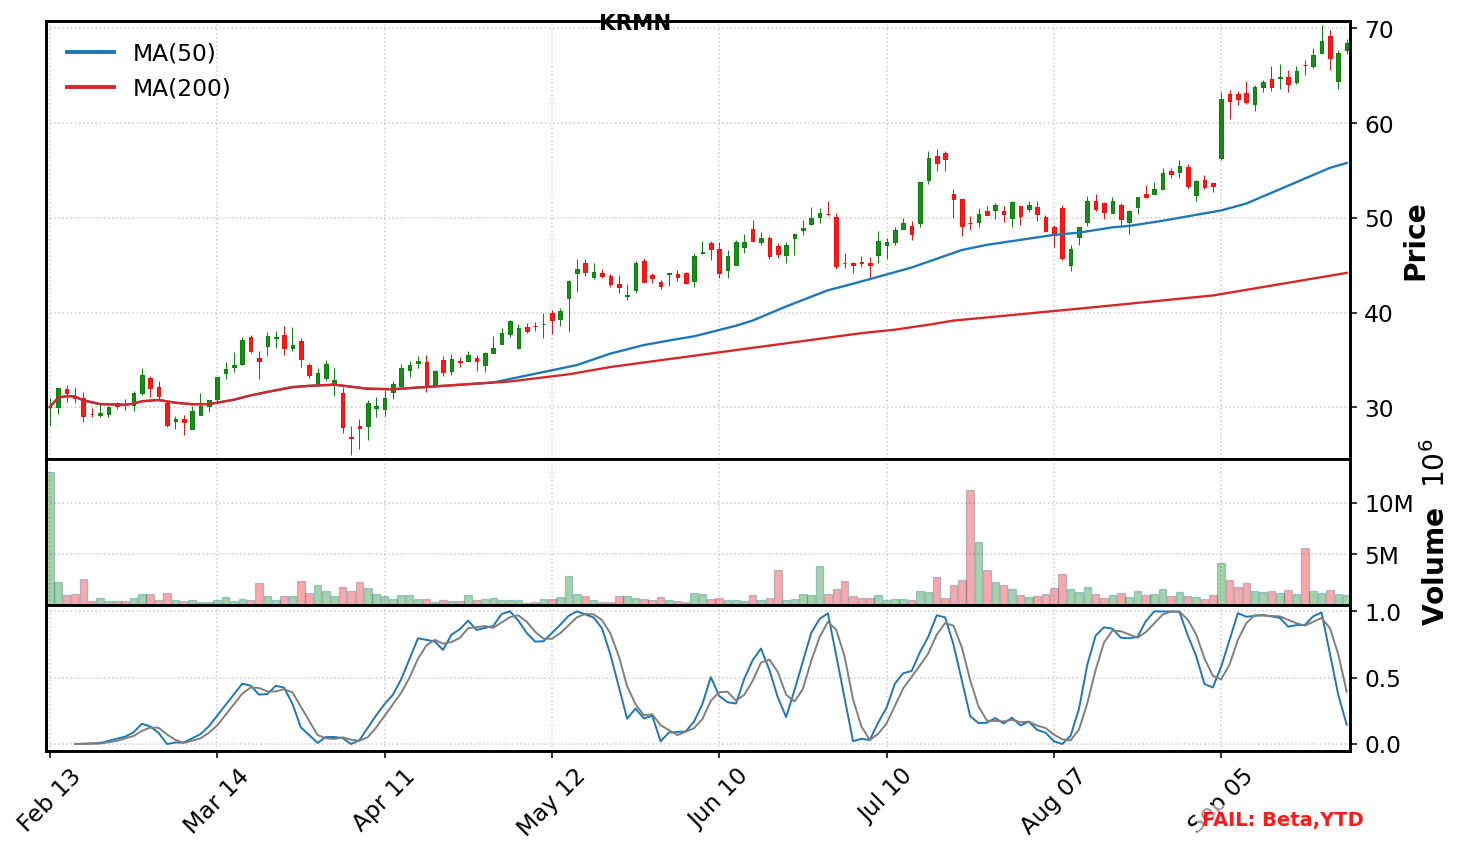 KRMN
MA(50)
MA(200)
70
60
50
40
30
Price
10M
5M
Volume 10⁶
1.0
0.5
0.0
Feb 13
Mar 14
Apr 11
May 12
Jun 10
Jul 10
Aug 07
Sep 05
FAIL: Beta,YTD